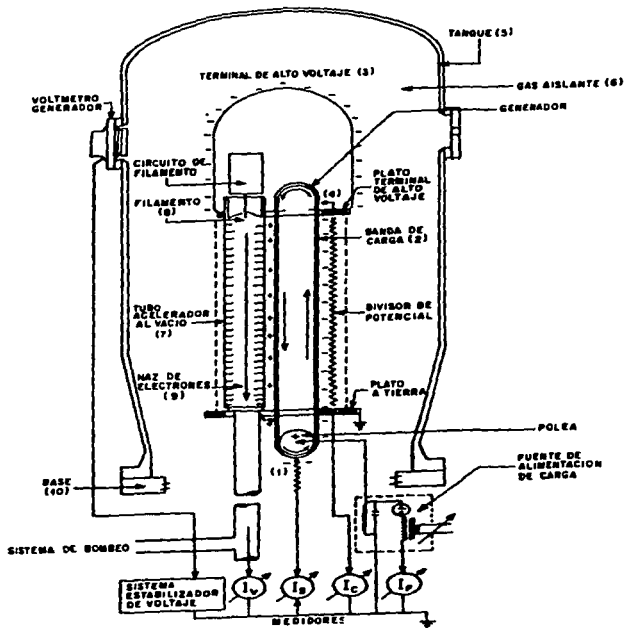 TANQUE (5)
TERMINAL DE ALTO VOLTAJE (3)
GAS AISLANTE (6)
VOLTMETRO
GENERADOR
GENERADOR
CIRCUITO DE
FILAMENTO
PLATO
TERMINAL
DE ALTO
VOLTAJE
(4)
FILAMENTO
(8)
BANDA DE
CARGA (2)
TUBO
ACELERADOR
AL VACIO
(7)
DIVISOR DE
POTENCIAL
HAZ DE
ELECTRONES
(9)
PLATO
A TIERRA
POLEA
(1)
BASE
(10)
FUENTE DE
ALIMENTACION
DE CARGA
SISTEMA DE BOMBEO
SISTEMA
ESTABILIZADOR
DE VOLTAJE
IV
IB
IC
IF
MEDIDORES